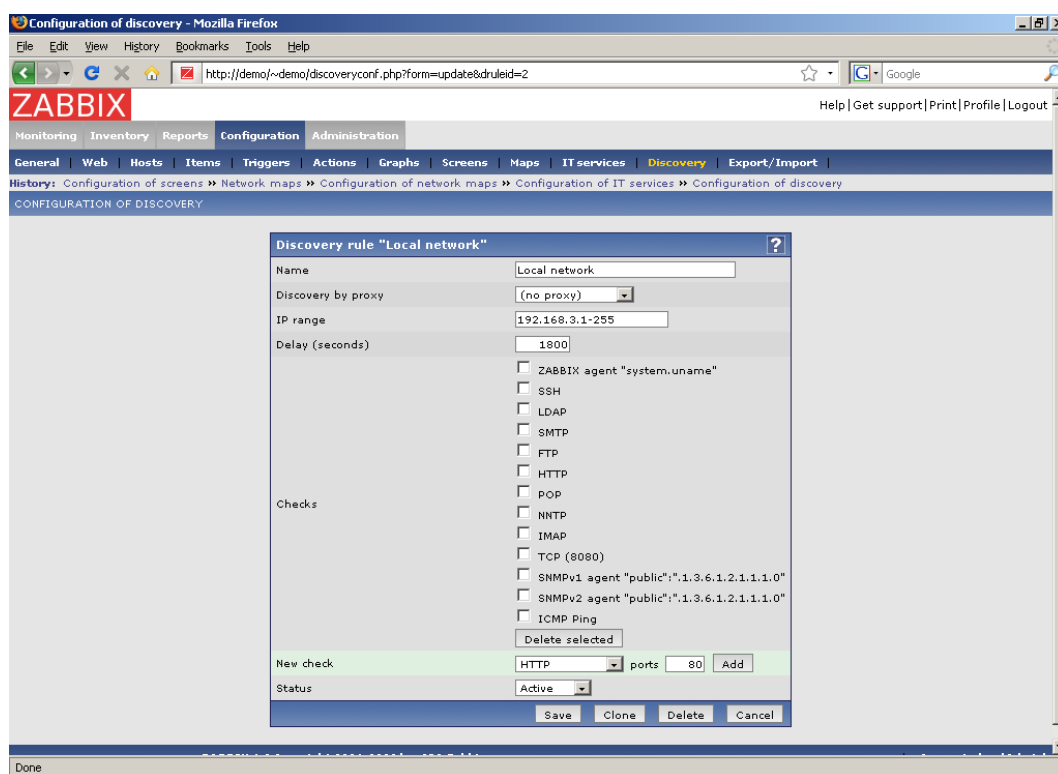 Configuration of discovery - Mozilla Firefox
File Edit View History Bookmarks Tools Help
http://demo/~demo/discoveryconf.php?form=update&druleid=2 G Google
ZABBIX Help|Get support|Print|Profile|Logout
Monitoring Inventory Reports Configuration Administration
General | Web | Hosts | Items | Triggers | Actions | Graphs | Screens | Maps | IT services | Discovery | Export/Import |
History: Configuration of screens » Network maps » Configuration of network maps » Configuration of IT services » Configuration of discovery
CONFIGURATION OF DISCOVERY
Discovery rule "Local network" ?
Name Local network
Discovery by proxy (no proxy)
IP range 192.168.3.1-255
Delay (seconds) 1800
ZABBIX agent "system.uname"
SSH
LDAP
SMTP
FTP
HTTP
POP
Checks
NNTP
IMAP
TCP (8080)
SNMPv1 agent "public":".1.3.6.1.2.1.1.1.0"
SNMPv2 agent "public":".1.3.6.1.2.1.1.1.0"
ICMP Ping
Delete selected
New check HTTP ports 80 Add
Status Active
Save Clone Delete Cancel
Done